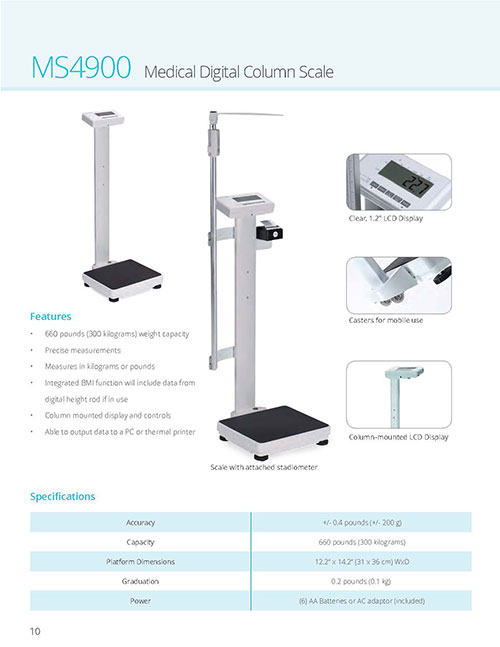 MS4900 Medical Digital Column Scale
227
Clear, 1.2" LCD Display
Casters for mobile use
Column-mounted LCD Display
Features
• 660 pounds (300 kilograms) weight capacity
• Precise measurements
• Measures in kilograms or pounds
• Integrated BMI function will include data from
digital height rod if in use
• Column mounted display and controls
• Able to output data to a PC or thermal printer
Scale with attached stadiometer
Specifications
Accuracy +/- 0.4 pounds (+/- 200 g)
Capacity 660 pounds (300 kilograms)
Platform Dimensions 12.2" x 14.2" (31 x 36 cm) WxD
Graduation 0.2 pounds (0.1 kg)
Power (6) AA Batteries or AC adaptor (included)
10